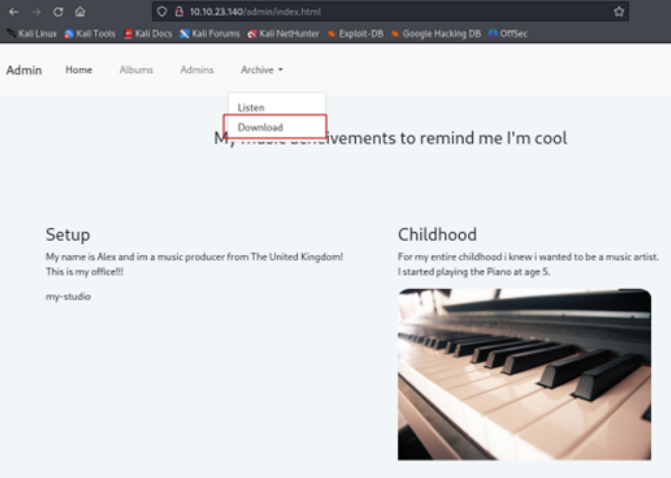 10.10.23.140/admin/index.html
Kali Linux Kali Tools Kali Docs Kali Forums Kali NetHunter Exploit-DB Google Hacking DB OffSec
Admin Home Albums Admins Archive
Listen
Download
My music acheivements to remind me I'm cool
Setup
My name is Alex and im a music producer from The United Kingdom!
This is my office!!!
my-studio
Childhood
For my entire childhood i knew i wanted to be a music artist.
I started playing the Piano at age 5.